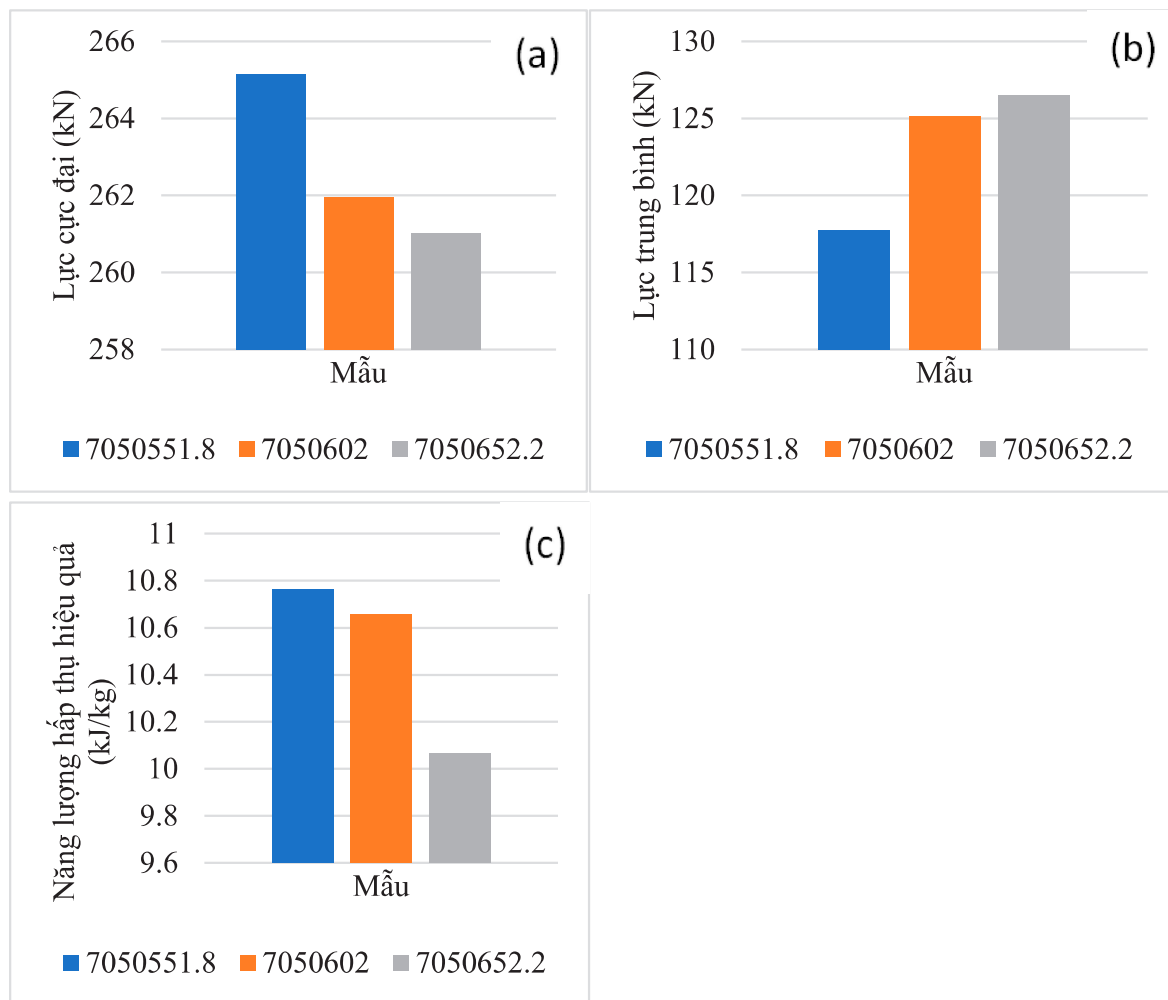 (a)
Lực cực đại (kN)
266
264
262
260
258
Mẫu
7050551.8 7050602 7050652.2
(b)
Lực trung bình (kN)
130
125
120
115
110
Mẫu
7050551.8 7050602 7050652.2
(c)
Năng lượng hấp thụ hiệu quả
(kJ/kg)
11
10.8
10.6
10.4
10.2
10
9.8
9.6
Mẫu
7050551.8 7050602 7050652.2